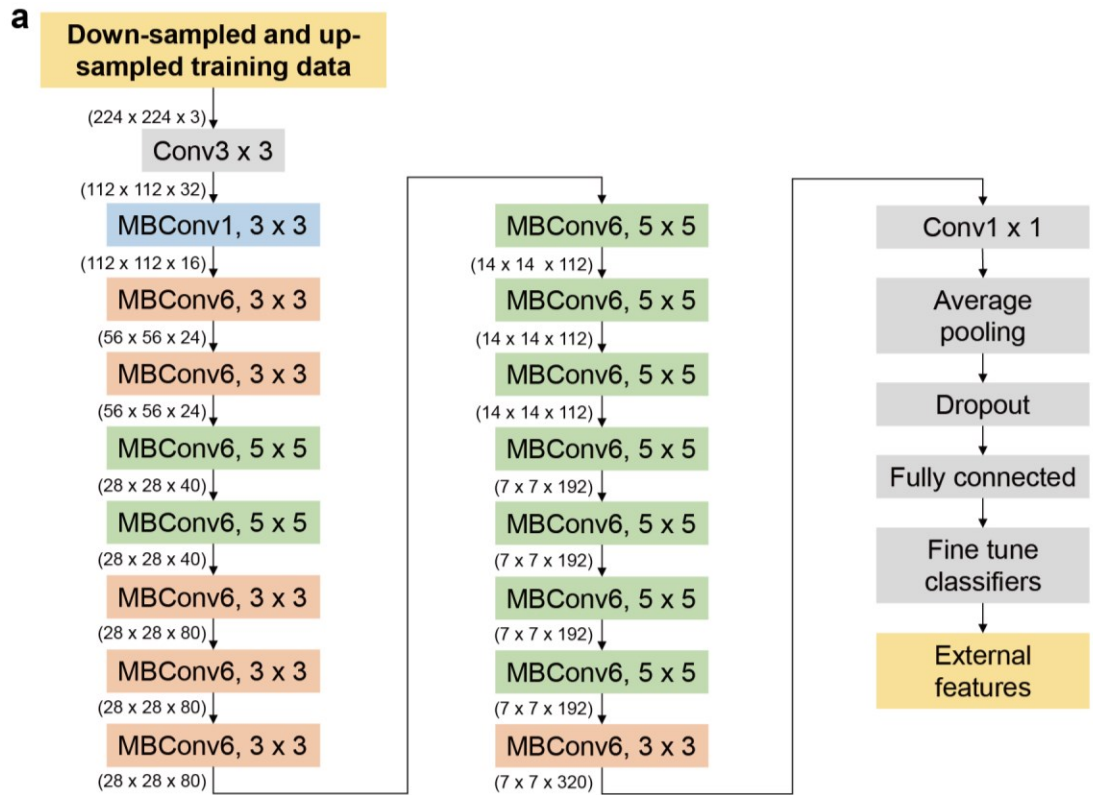 a
Down-sampled and up-
sampled training data
(224 x 224 x 3)
Conv3 x 3
(112 x 112 x 32)
MBConv1, 3 x 3
(112 x 112 x 16)
MBConv6, 3 x 3
(56 x 56 x 24)
MBConv6, 3 x 3
(56 x 56 x 24)
MBConv6, 5 x 5
(28 x 28 x 40)
MBConv6, 5 x 5
(28 x 28 x 40)
MBConv6, 3 x 3
(28 x 28 x 80)
MBConv6, 3 x 3
(28 x 28 x 80)
MBConv6, 3 x 3
(28 x 28 x 80)
MBConv6, 5 x 5
(14 x 14 x 112)
MBConv6, 5 x 5
(14 x 14 x 112)
MBConv6, 5 x 5
(14 x 14 x 112)
MBConv6, 5 x 5
(7 x 7 x 192)
MBConv6, 5 x 5
(7 x 7 x 192)
MBConv6, 5 x 5
(7 x 7 x 192)
MBConv6, 5 x 5
(7 x 7 x 192)
MBConv6, 3 x 3
(7 x 7 x 320)
Conv1 x 1
Average
pooling
Dropout
Fully connected
Fine tune
classifiers
External
features